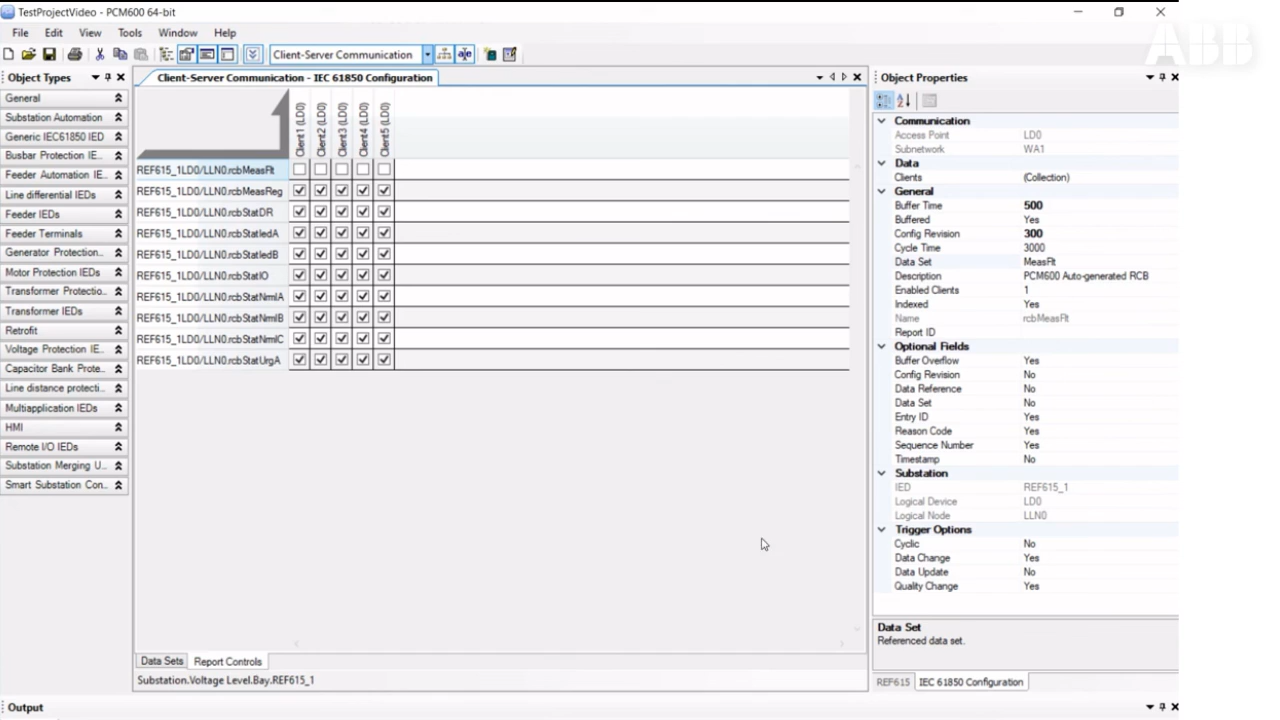 TestProjectVideo - PCM600 64-bit
ABB
File Edit View Tools Window Help
Client-Server Communication
Object Types
General
Substation Automation
Generic IEC61850 IED
Busbar Protection IE...
Feeder Automation IE...
Line differential IEDs
Feeder IEDs
Feeder Terminals
Generator Protection...
Motor Protection IEDs
Transformer Protectio...
Transformer IEDs
Retrofit
Voltage Protection IE...
Capacitor Bank Prote...
Line distance protecti...
Multiapplication IEDs
HMI
Remote I/O IEDs
Substation Merging U...
Smart Substation Con...
Client-Server Communication - IEC 61850 Configuration
Client1 (LD0)
Client2 (LD0)
Client3 (LD0)
Client4 (LD0)
Client5 (LD0)
REF615_1LD0/LLN0.rcbMeasFlt
REF615_1LD0/LLN0.rcbMeasReg
REF615_1LD0/LLN0.rcbStatDR
REF615_1LD0/LLN0.rcbStatledA
REF615_1LD0/LLN0.rcbStatledB
REF615_1LD0/LLN0.rcbStatIO
REF615_1LD0/LLN0.rcbStatNrmlA
REF615_1LD0/LLN0.rcbStatNrmlB
REF615_1LD0/LLN0.rcbStatNrmlC
REF615_1LD0/LLN0.rcbStatUrgA
Data Sets Report Controls
Substation.Voltage Level.Bay.REF615_1
Object Properties
Communication
Access Point LD0
Subnetwork WA1
Data
Clients (Collection)
General
Buffer Time 500
Buffered Yes
Config Revision 300
Cycle Time 3000
Data Set MeasFlt
Description PCM600 Auto-generated RCB
Enabled Clients 1
Indexed Yes
Name rcbMeasFlt
Report ID
Optional Fields
Buffer Overflow Yes
Config Revision No
Data Reference No
Data Set No
Entry ID Yes
Reason Code Yes
Sequence Number Yes
Timestamp No
Substation
IED REF615_1
Logical Device LD0
Logical Node LLN0
Trigger Options
Cyclic No
Data Change Yes
Data Update No
Quality Change Yes
Data Set
Referenced data set.
REF615 IEC 61850 Configuration
Output